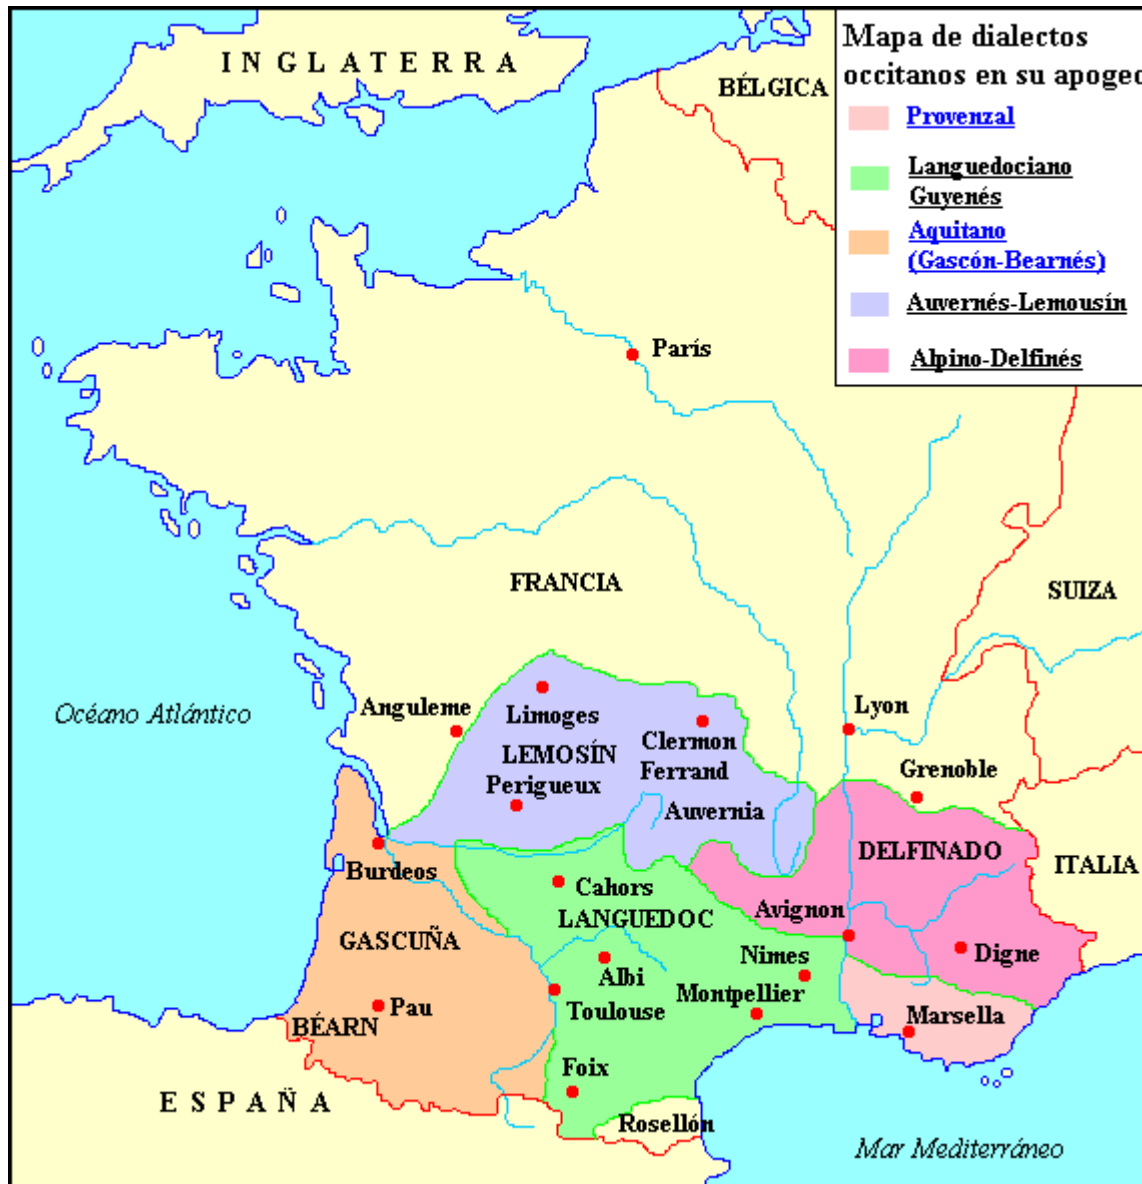 INGLATERRA
BÉLGICA
Mapa de dialectos
occitanos en su apogeo
Provenzal
Languedociano
Guyenés
Aquitano
(Gascón-Bearnés)
Auvernés-Lemousín
Alpino-Delfinés
París
FRANCIA
SUIZA
Océano Atlántico
Anguleme
Limoges
Lyon
LEMOSÍN
Clermon
Ferrand
Perigueux
Grenoble
Auvernia
DELFINADO
ITALIA
Burdeos
Cahors
LANGUEDOC
Avignon
GASCUÑA
Albi
Nimes
Digne
Toulouse
Montpellier
Pau
BÉARN
Marsella
Foix
ESPAÑA
Rosellón
Mar Mediterráneo